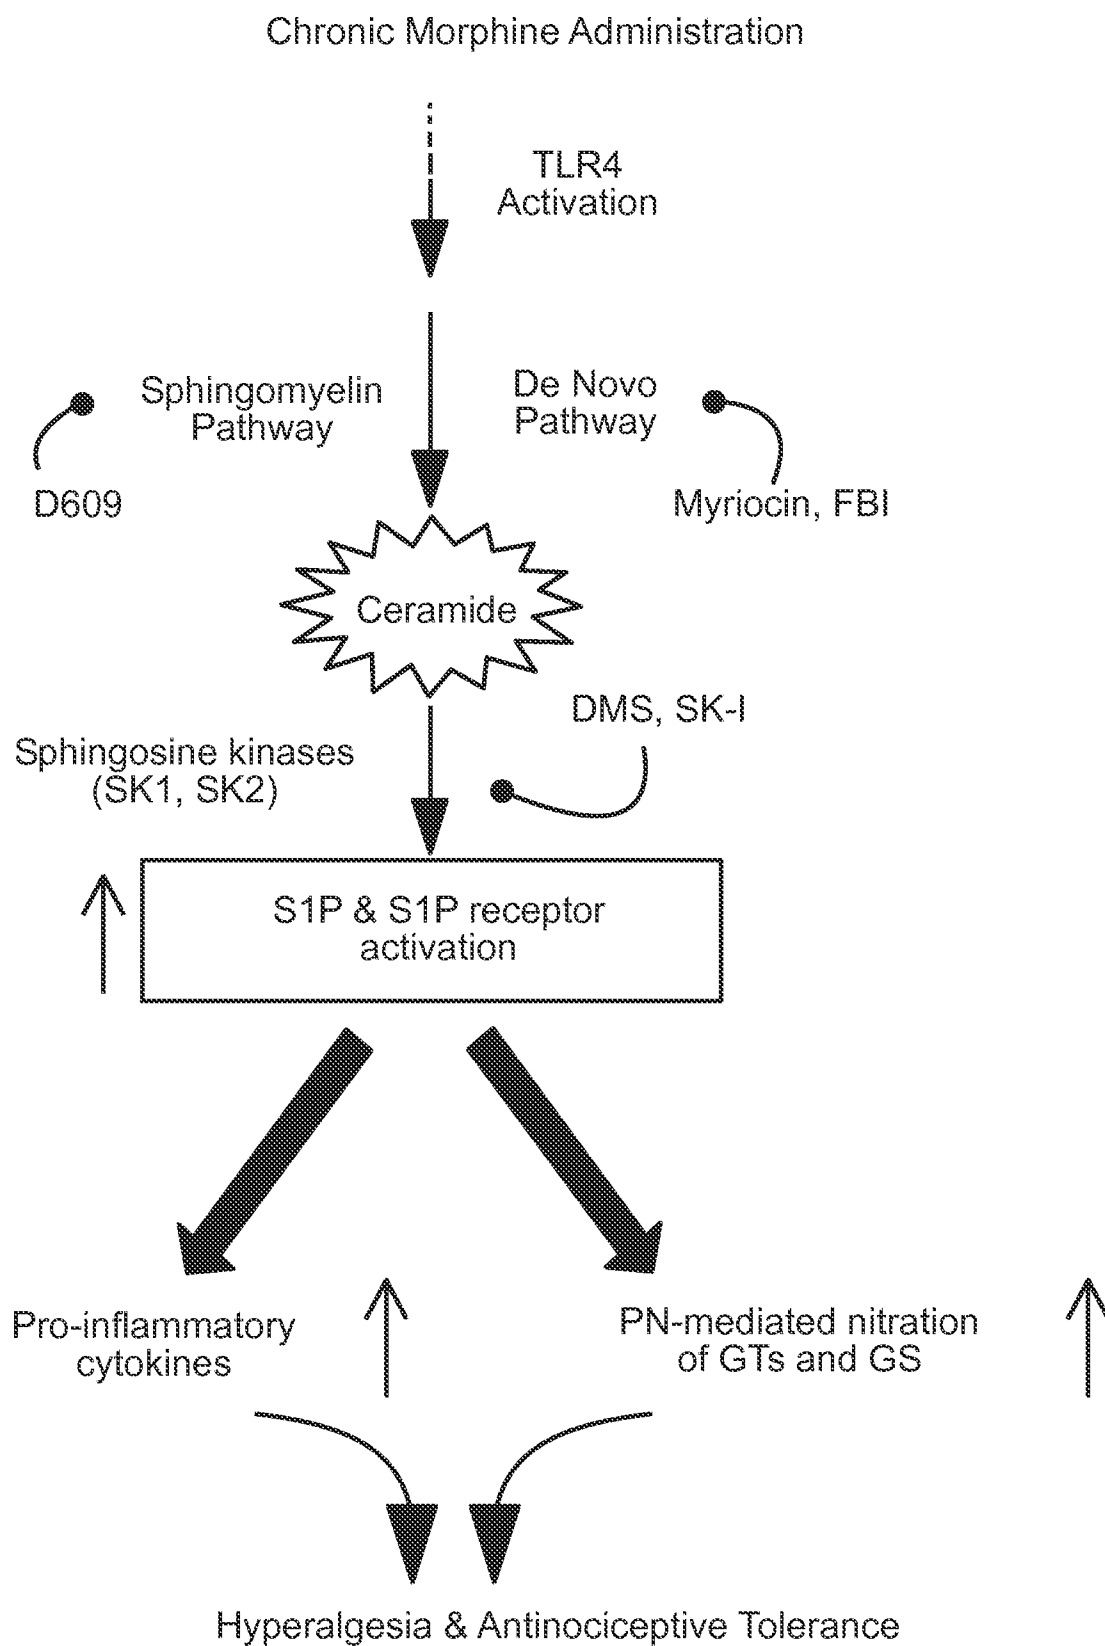 Chronic Morphine Administration
TLR4
Activation
Sphingomyelin
Pathway
De Novo
Pathway
D609
Myriocin, FBI
Ceramide
DMS, SK-I
Sphingosine kinases
(SK1, SK2)
S1P & S1P receptor
activation
Pro-inflammatory
cytokines
PN-mediated nitration
of GTs and GS
Hyperalgesia & Antinociceptive Tolerance